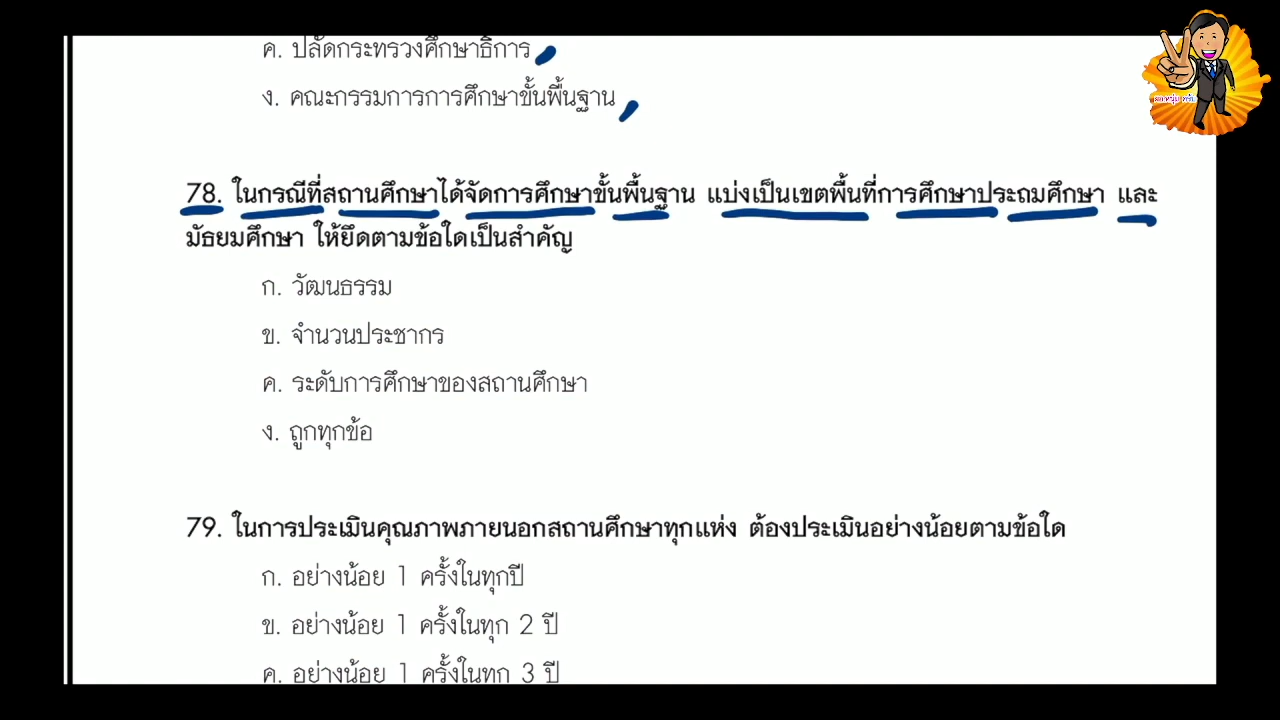 ค. ปลัดกระทรวงศึกษาธิการ
ง. คณะกรรมการการศึกษาขั้นพื้นฐาน
78. ในกรณีที่สถานศึกษาได้จัดการศึกษาขั้นพื้นฐาน แบ่งเป็นเขตพื้นที่การศึกษาประถมศึกษา และ
มัธยมศึกษา ให้ยึดตามข้อใดเป็นสำคัญ
ก. วัฒนธรรม
ข. จำนวนประชากร
ค. ระดับการศึกษาของสถานศึกษา
ง. ถูกทุกข้อ
79. ในการประเมินคุณภาพภายนอกสถานศึกษาทุกแห่ง ต้องประเมินอย่างน้อยตามข้อใด
ก. อย่างน้อย 1 ครั้งในทุกปี
ข. อย่างน้อย 1 ครั้งในทุก 2 ปี
ค. อย่างน้อย 1 ครั้งในทุก 3 ปี